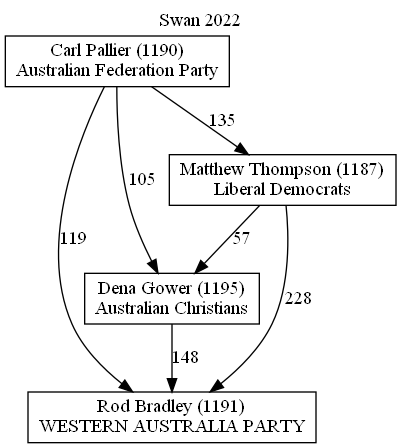 Swan 2022
Carl Pallier (1190)
Australian Federation Party
135
Matthew Thompson (1187)
Liberal Democrats
105
119
57
Dena Gower (1195)
Australian Christians
228
148
Rod Bradley (1191)
WESTERN AUSTRALIA PARTY